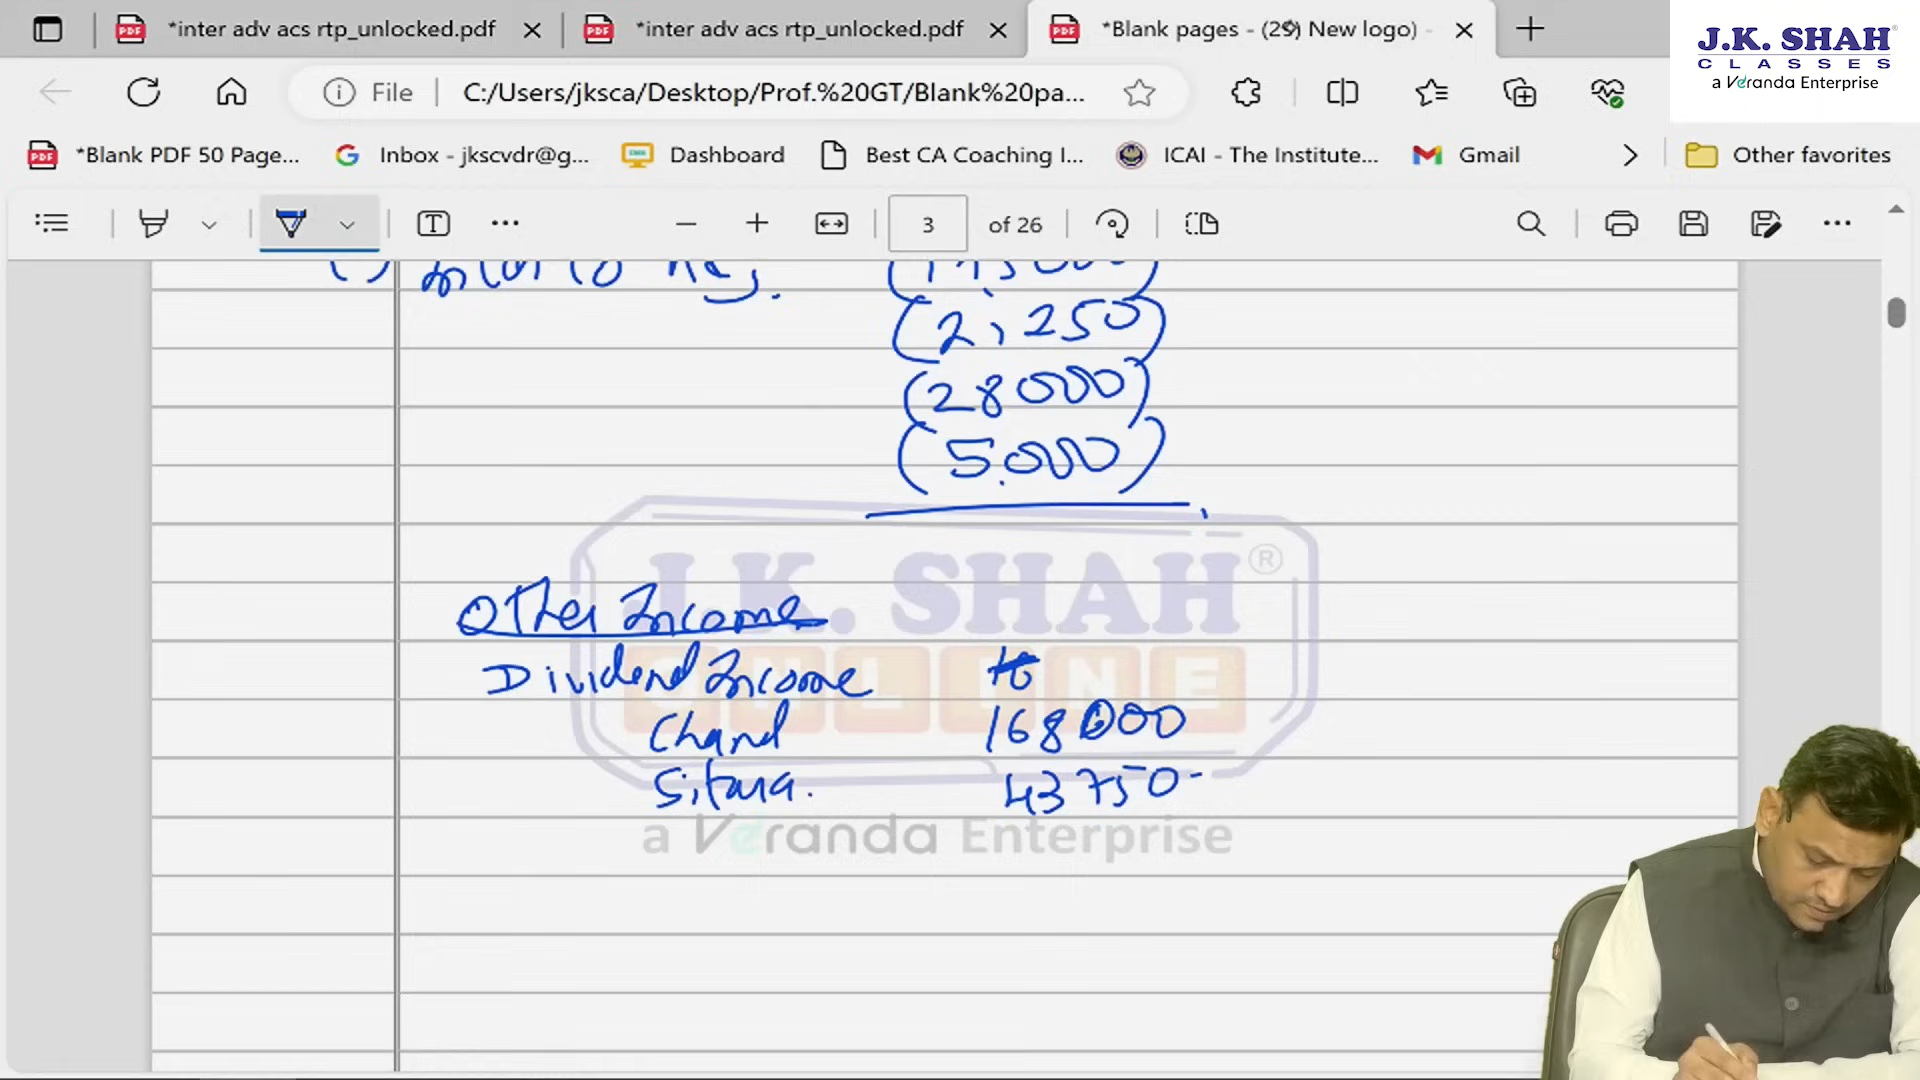 *inter adv acs rtp_unlocked.pdf
*inter adv acs rtp_unlocked.pdf
*Blank pages - (29) New logo) -
J.K. SHAH
CLASSES
a Veranda Enterprise
File
C:/Users/jksca/Desktop/Prof.%20GT/Blank%20pa...
*Blank PDF 50 Page...
Inbox - jkscvdr@g...
Dashboard
Best CA Coaching I...
ICAI - The Institute...
Gmail
Other favorites
3 of 26
(2,250)
(28000)
(5.000)
J.K. SHAH®
ONLINE
a Veranda Enterprise
Other Income
Dividend Income
Chand 168000
Sitara. 43750-